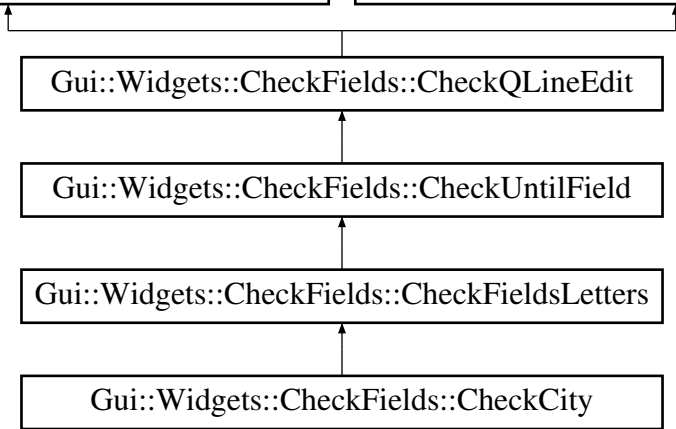 Gui::Widgets::CheckFields::CheckQLineEdit
Gui::Widgets::CheckFields::CheckUntilField
Gui::Widgets::CheckFields::CheckFieldsLetters
Gui::Widgets::CheckFields::CheckCity